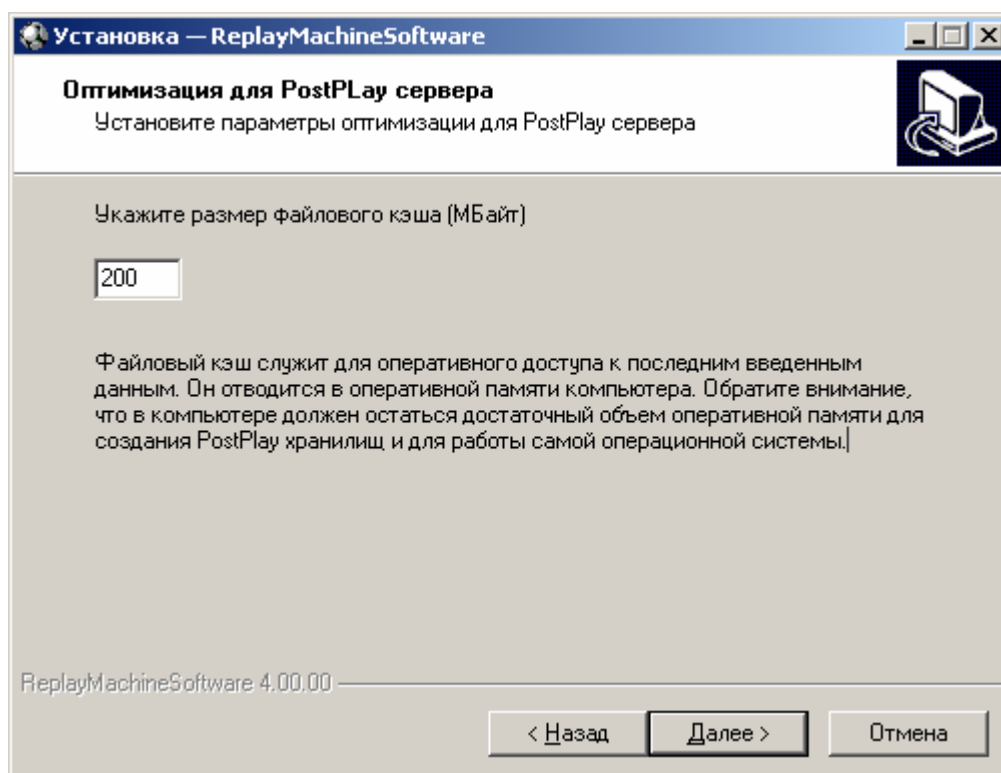 Установка — ReplayMachineSoftware
Оптимизация для PostPLay сервера
Установите параметры оптимизации для PostPlay сервера
Укажите размер файлового кэша (МБайт)
200
Файловый кэш служит для оперативного доступа к последним введенным
данным. Он отводится в оперативной памяти компьютера. Обратите внимание,
что в компьютере должен остаться достаточный объем оперативной памяти для
создания PostPlay хранилищ и для работы самой операционной системы.
ReplayMachineSoftware 4.00.00
< Назад Далее > Отмена